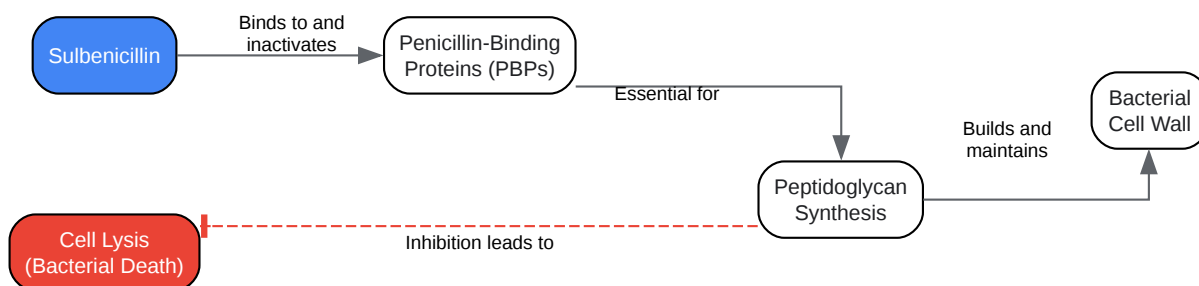 Sulbenicillin
Binds to and
inactivates
Penicillin-Binding
Proteins (PBPs)
Essential for
Peptidoglycan
Synthesis
Builds and
maintains
Bacterial
Cell Wall
Inhibition leads to
Cell Lysis
(Bacterial Death)